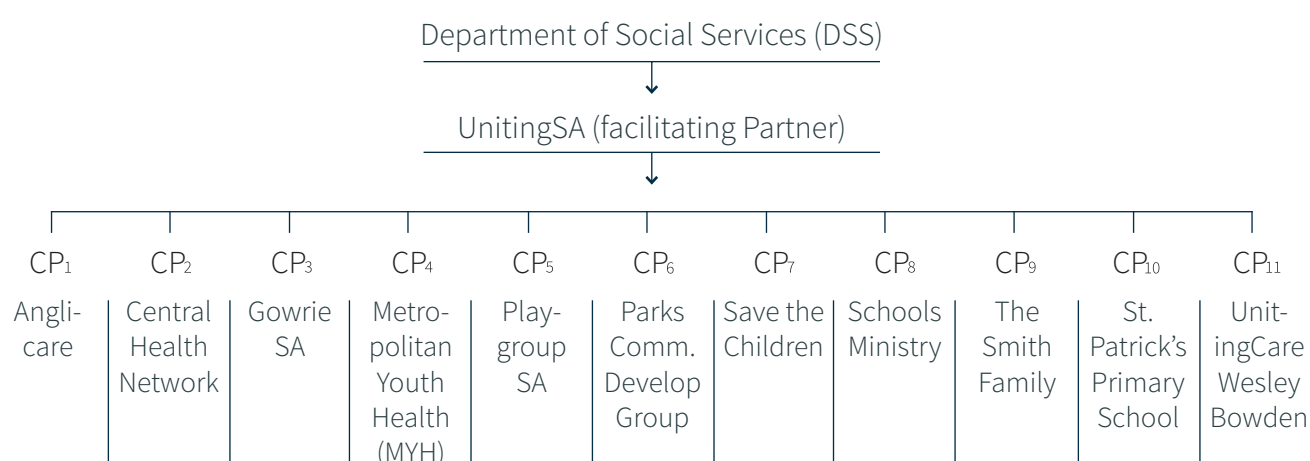 Department of Social Services (DSS)
UnitingSA (facilitating Partner)
CP1 CP2 CP3 CP4 CP5 CP6 CP7 CP8 CP9 CP10 CP11
Angli-
care
Central
Health
Network
Gowrie
SA
Metro-
politan
Youth
Health
(MYH)
Play-
group
SA
Parks
Comm.
Develop
Group
Save the
Children
Schools
Ministry
The
Smith
Family
St.
Patrick’s
Primary
School
Unit-
ingCare
Wesley
Bowden